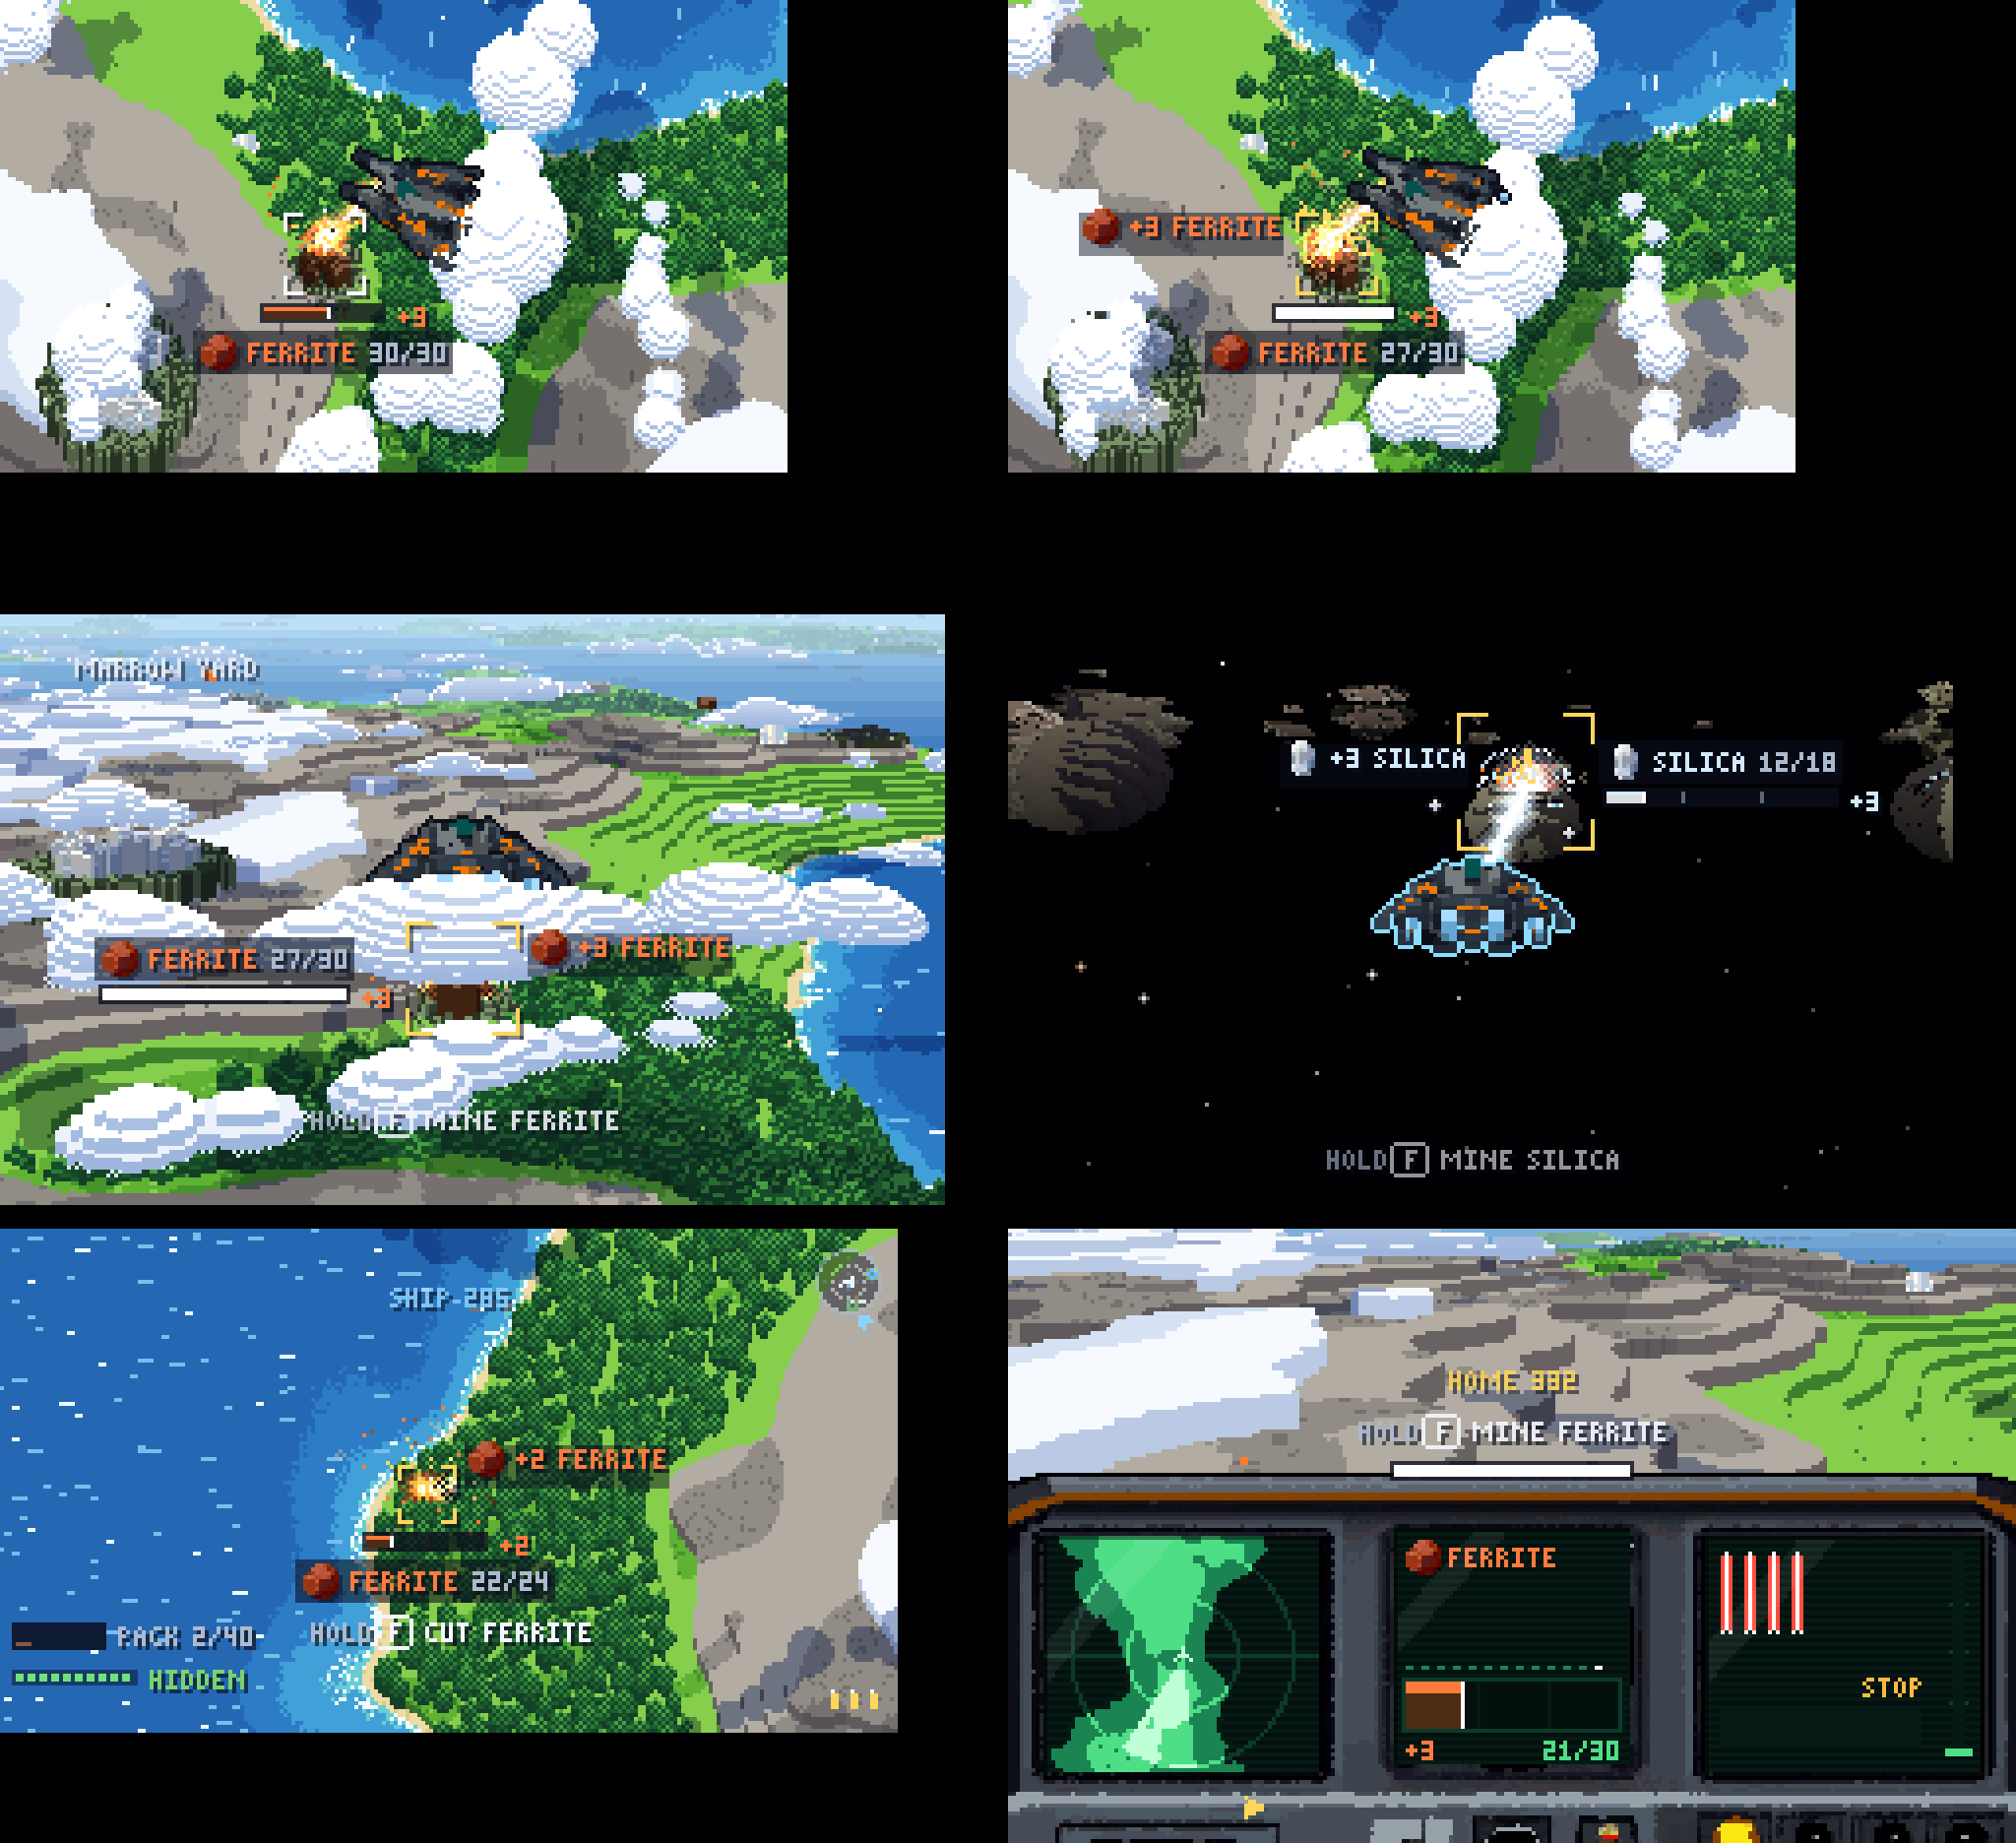 +3
FERRITE 30/30
+3 FERRITE
+3
FERRITE 27/30
MARROW YARD
FERRITE 27/30
+3 FERRITE
+3
HOLD F MINE FERRITE
+3 SILICA
SILICA 12/18
+3
HOLD F MINE SILICA
SHIP 285
+2 FERRITE
+2
FERRITE 22/24
HOLD F CUT FERRITE
PACK 2/40
HIDDEN
HOME 392
HOLD F MINE FERRITE
FERRITE
+3 21/30
STOP